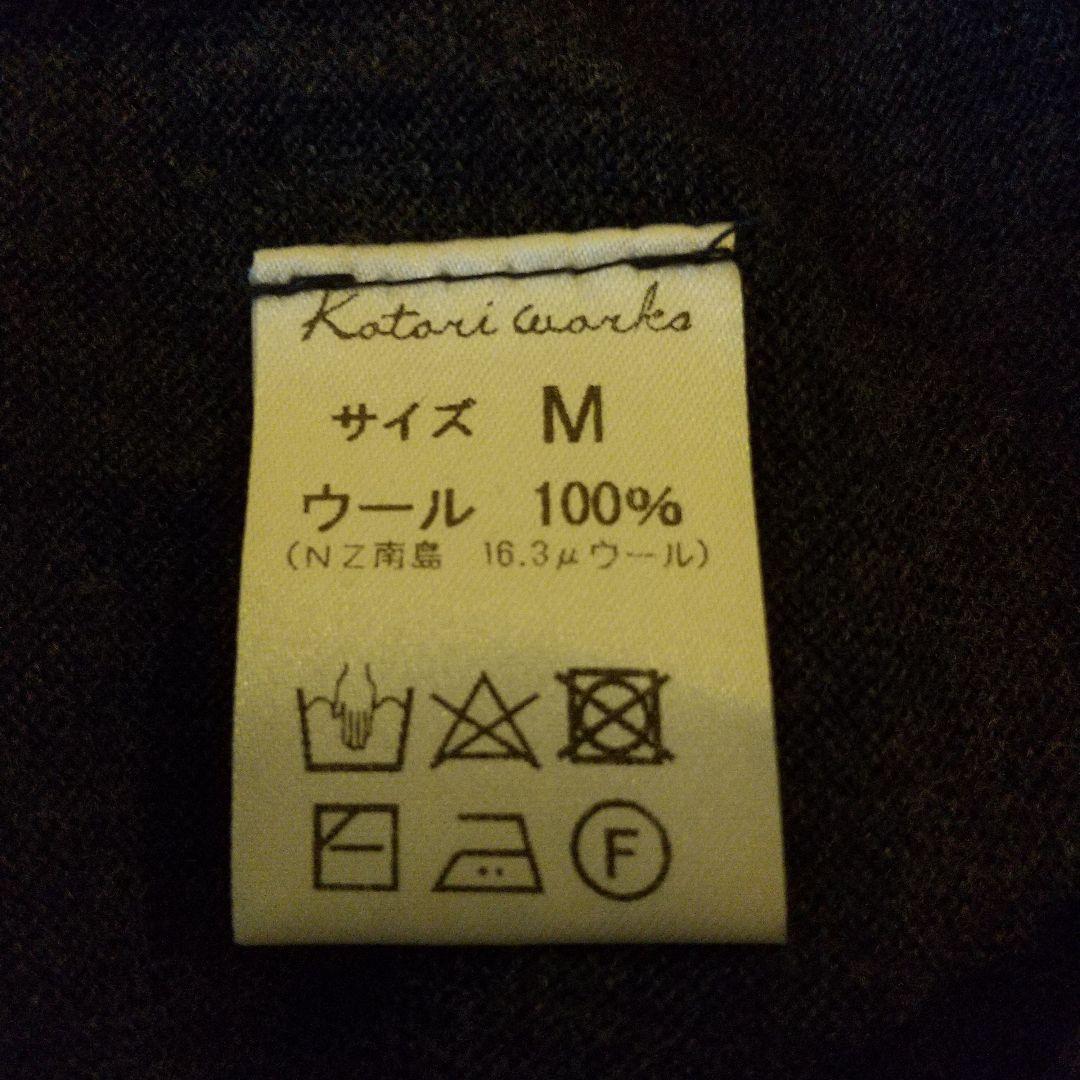 Kotori works
サイズ M
ウール 100%
(NZ南島 16.3μウール)
F